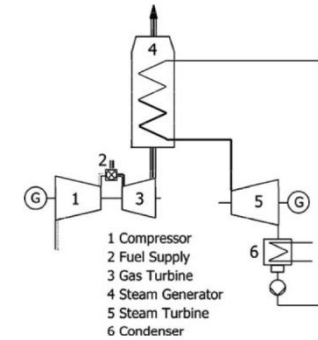 4
2
G
1
3
5
G
6
1 Compressor
2 Fuel Supply
3 Gas Turbine
4 Steam Generator
5 Steam Turbine
6 Condenser